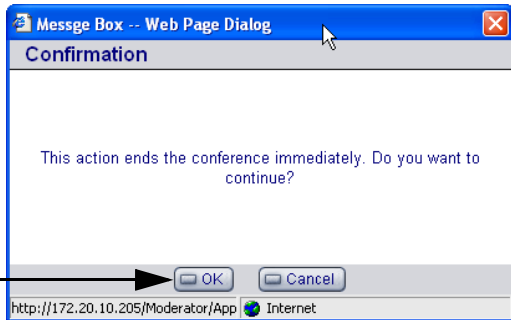 Messge Box -- Web Page Dialog
Confirmation
This action ends the conference immediately. Do you want to
continue?
OK
Cancel
http://172.20.10.205/Moderator/App
Internet